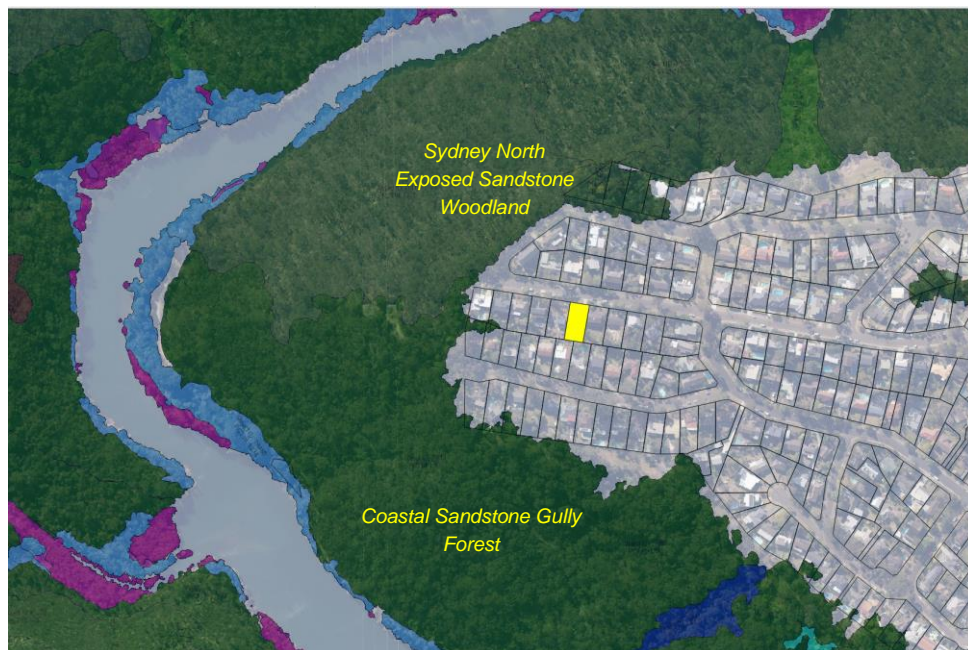 Sydney North
Exposed Sandstone
Woodland
Coastal Sandstone Gully
Forest